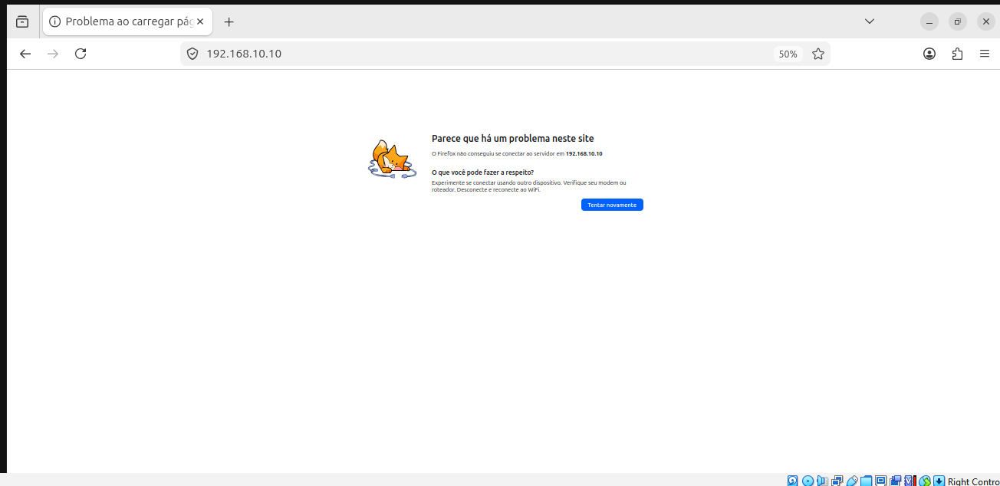 Problema ao carregar pág
192.168.10.10
50%
Parece que há um problema neste site
O Firefox não conseguiu se conectar ao servidor em 192.168.10.10
O que você pode fazer a respeito?
Experimente se conectar usando outro dispositivo. Verifique seu modem ou
roteador. Desconecte e reconecte ao WiFi.
Tentar novamente
Right Contro